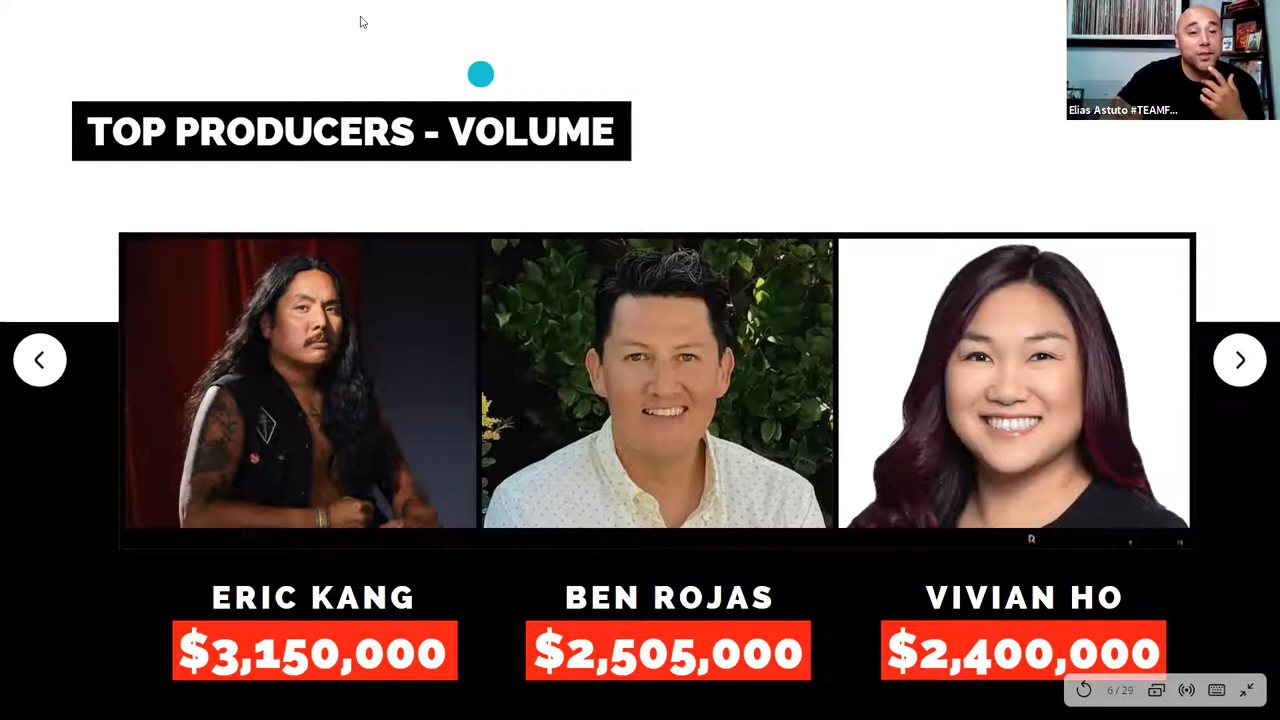 TOP PRODUCERS - VOLUME
Elias Astuto #TEAMF...
ERIC KANG
BEN ROJAS
VIVIAN HO
$3,150,000
$2,505,000
$2,400,000
6 / 29